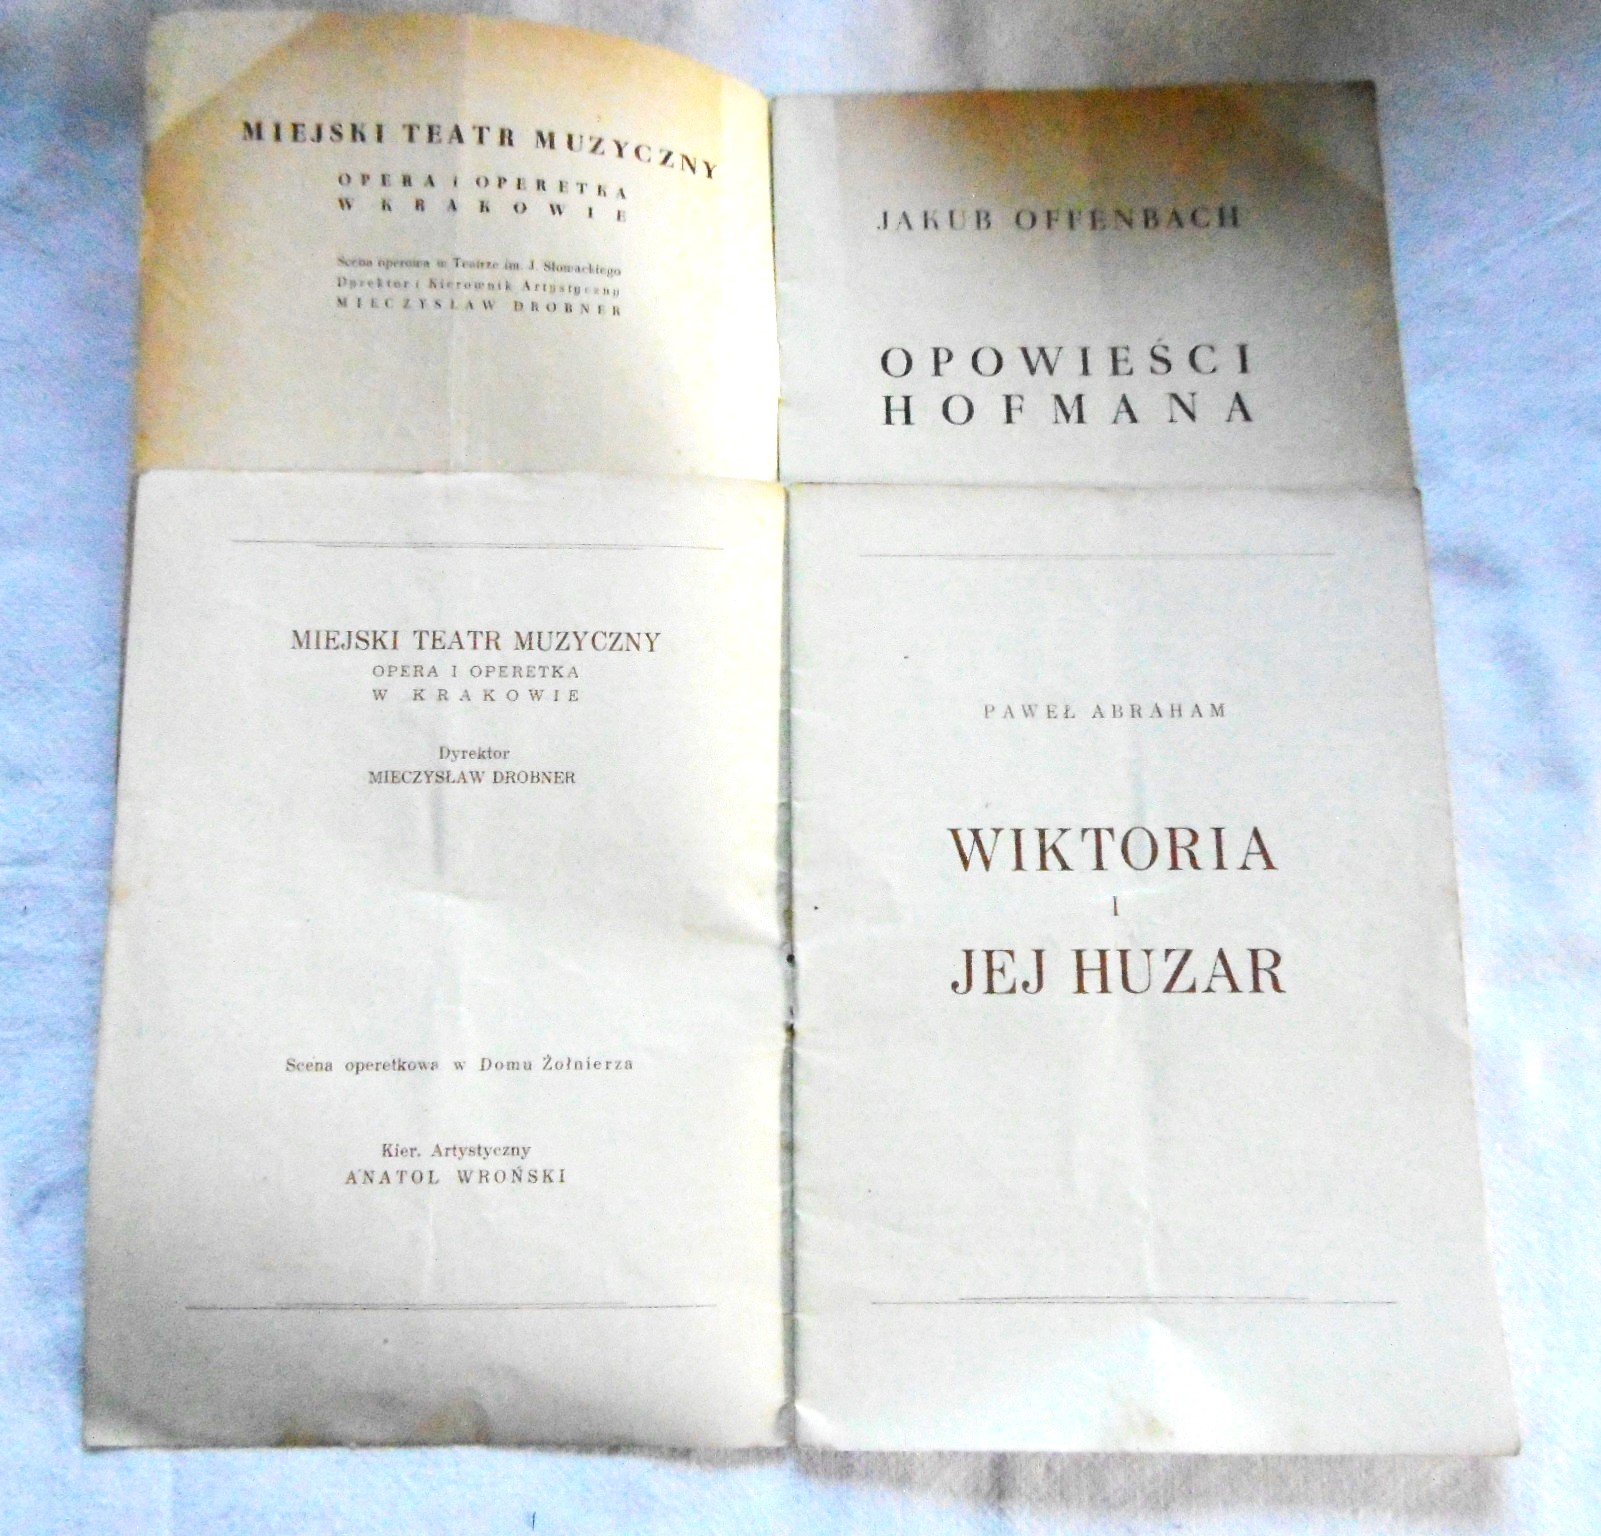 MIEJSKI TEATR MUZYCZNY
OPERA i OPERETKA
W KRAKOWIE
Scena operowa w Teatrze im. J. Słowackiego
Dyrektor i Kierownik Artystyczny
MIECZYSŁAW DROBNER
JAKUB OFFENBACH
OPOWIEŚCI
HOFMANA
MIEJSKI TEATR MUZYCZNY
OPERA I OPERETKA
W KRAKOWIE
Dyrektor
MIECZYSŁAW DROBNER
Scena operetkowa w Domu Żołnierza
Kier. Artystyczny
ANATOL WROŃSKI
PAWEŁ ABRAHAM
WIKTORIA
I
JEJ HUZAR